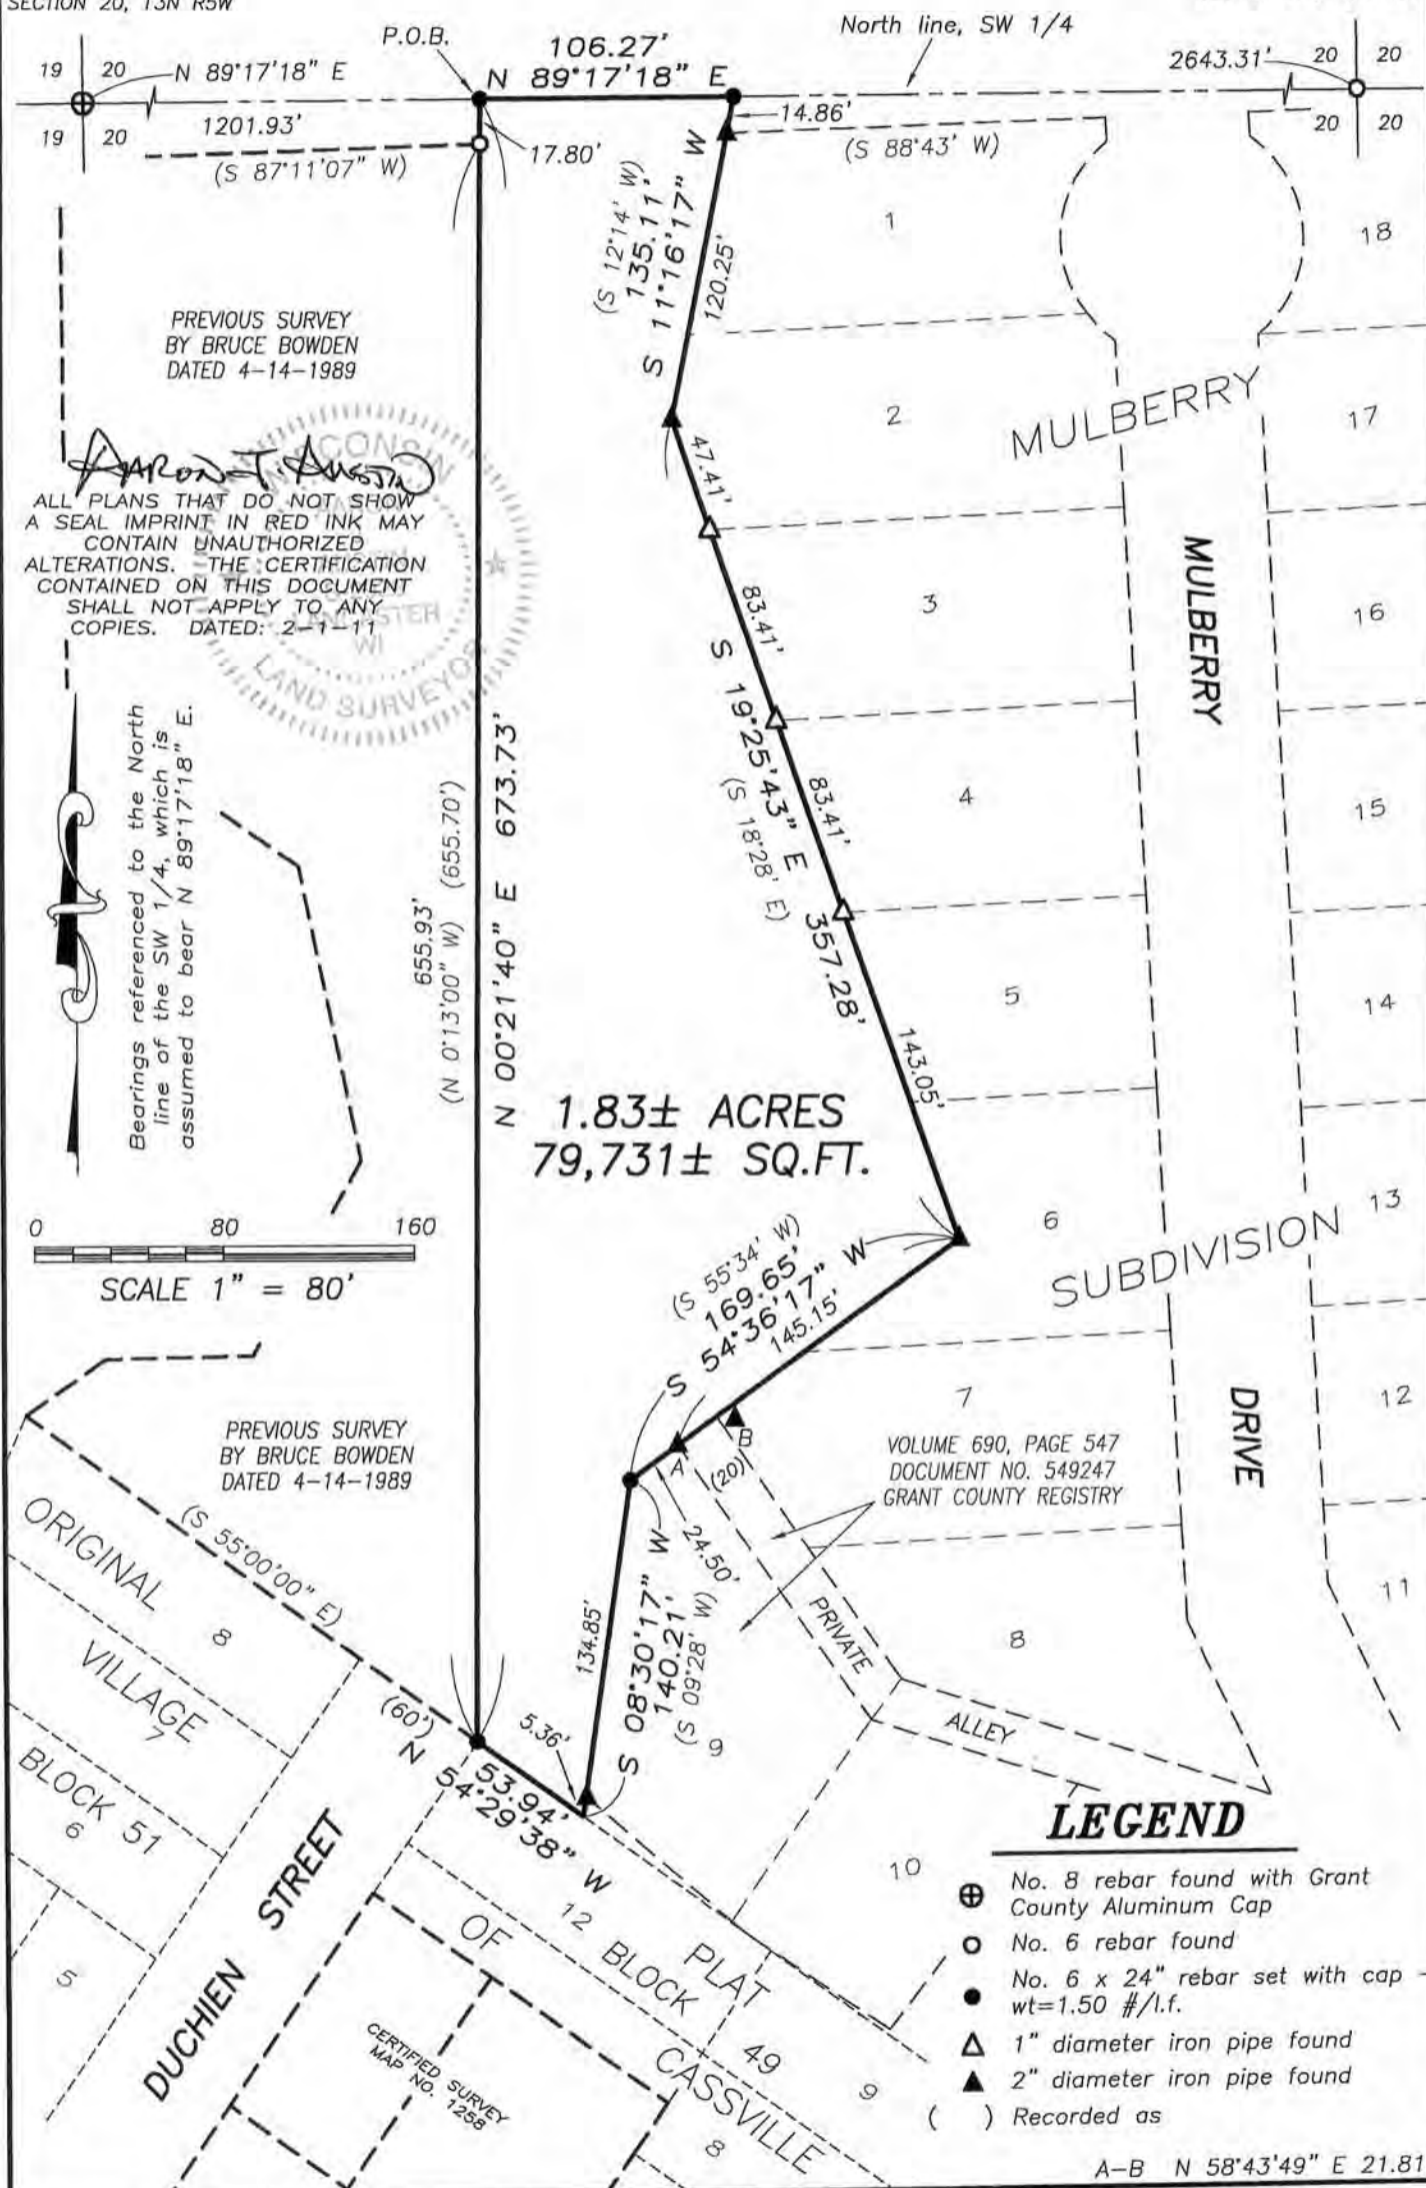 SECTION 20, T3N R5W
P.O.B.
106.27'
N 89°17'18" E
North line, SW 1/4
2643.31'
19 20
19 20
N 89°17'18" E
1201.93'
(S 87°11'07" W)
17.80'
14.86'
(S 88°43' W)
20 20
20 20
(S 12°14' W)
135.11'
S 11°16'17" W
120.25'
1
18
PREVIOUS SURVEY
BY BRUCE BOWDEN
DATED 4-14-1989
2
MULBERRY
17
47.41'
AARON T. AUSTIN
WISCONSIN
LANCASTER
WI
LAND SURVEYOR
ALL PLANS THAT DO NOT SHOW
A SEAL IMPRINT IN RED INK MAY
CONTAIN UNAUTHORIZED
ALTERATIONS. THE CERTIFICATION
CONTAINED ON THIS DOCUMENT
SHALL NOT APPLY TO ANY
COPIES. DATED: 2-1-11
83.41'
3
MULBERRY
16
S 19°25'43" E 357.28'
(S 18°28' E)
83.41'
4
15
Bearings referenced to the North
line of the SW 1/4, which is
assumed to bear N 89°17'18" E.
655.93'
(N 0°13'00" W) (655.70')
N 00°21'40" E 673.73'
5
14
143.05'
1.83± ACRES
79,731± SQ.FT.
0 80 160
SCALE 1" = 80'
6
13
SUBDIVISION
(S 55°34' W)
169.65'
S 54°36'17" W
145.15'
7
12
DRIVE
PREVIOUS SURVEY
BY BRUCE BOWDEN
DATED 4-14-1989
A
B
(20)
24.50'
VOLUME 690, PAGE 547
DOCUMENT NO. 549247
GRANT COUNTY REGISTRY
(S 55°00'00" E)
ORIGINAL
8
VILLAGE
7
BLOCK 51
6
5
134.85'
S 08°30'17" W
140.21'
(S 09°28' W)
9
PRIVATE
ALLEY
8
11
(60')
5.36'
53.94'
N 54°29'38" W
DUCHIEN STREET
12
OF
BLOCK
49
PLAT
CASSVILLE
10
9
8
CERTIFIED SURVEY
MAP NO. 1258
LEGEND
No. 8 rebar found with Grant
County Aluminum Cap
No. 6 rebar found
No. 6 x 24" rebar set with cap -
wt=1.50 #/l.f.
1" diameter iron pipe found
2" diameter iron pipe found
( ) Recorded as
A-B N 58°43'49" E 21.81